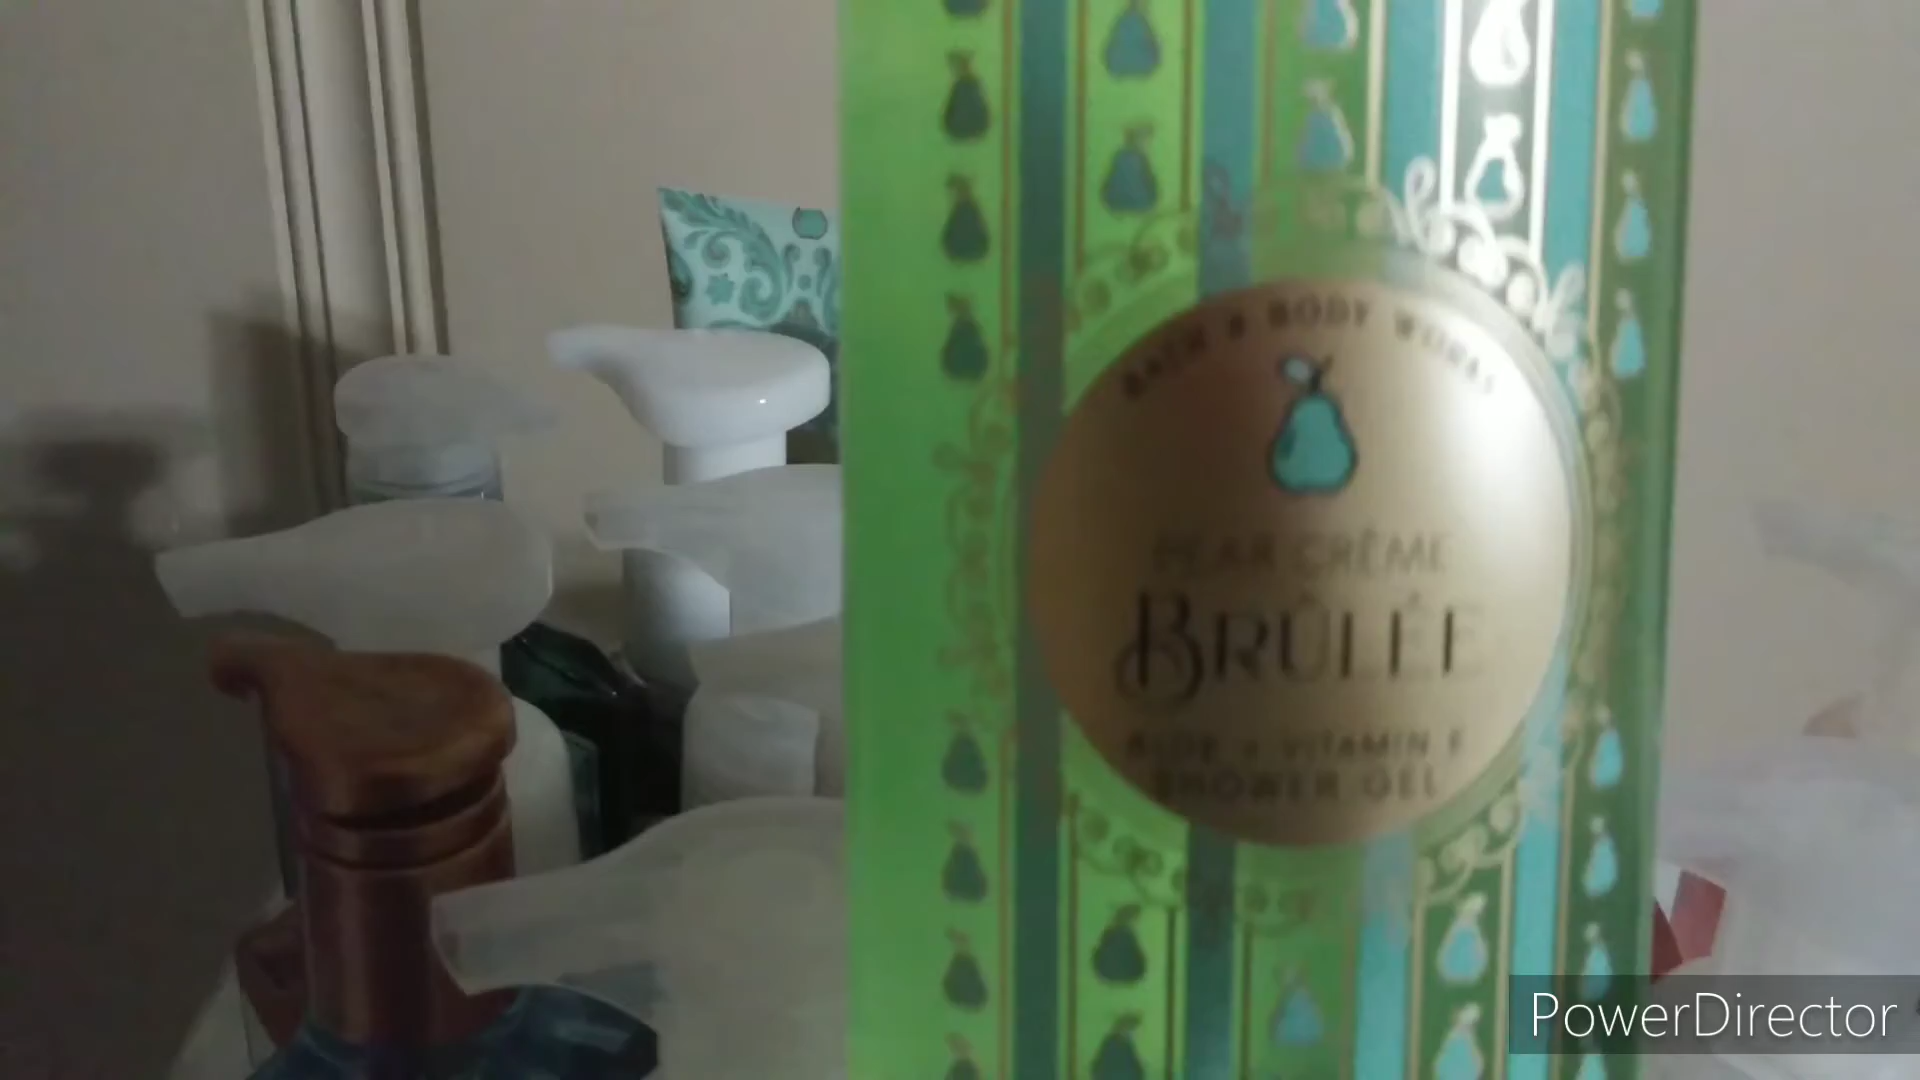 BATH & BODY WORKS
PEAR CRÈME
BRÛLÉE
ALOE + VITAMIN E
SHOWER GEL
PowerDirector